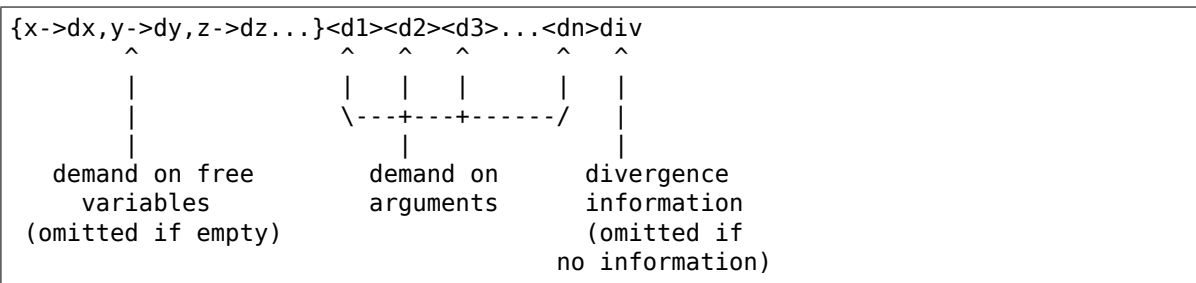 {x->dx,y->dy,z->dz...}<d1><d2><d3>...<dn>div
            ^                  ^    ^    ^        ^    ^
            |                  |    |    |        |    |
            |                  \---+---+------/    |
            |                       |                  |
   demand on free          demand on        divergence
     variables             arguments        information
 (omitted if empty)                         (omitted if
                                          no information)